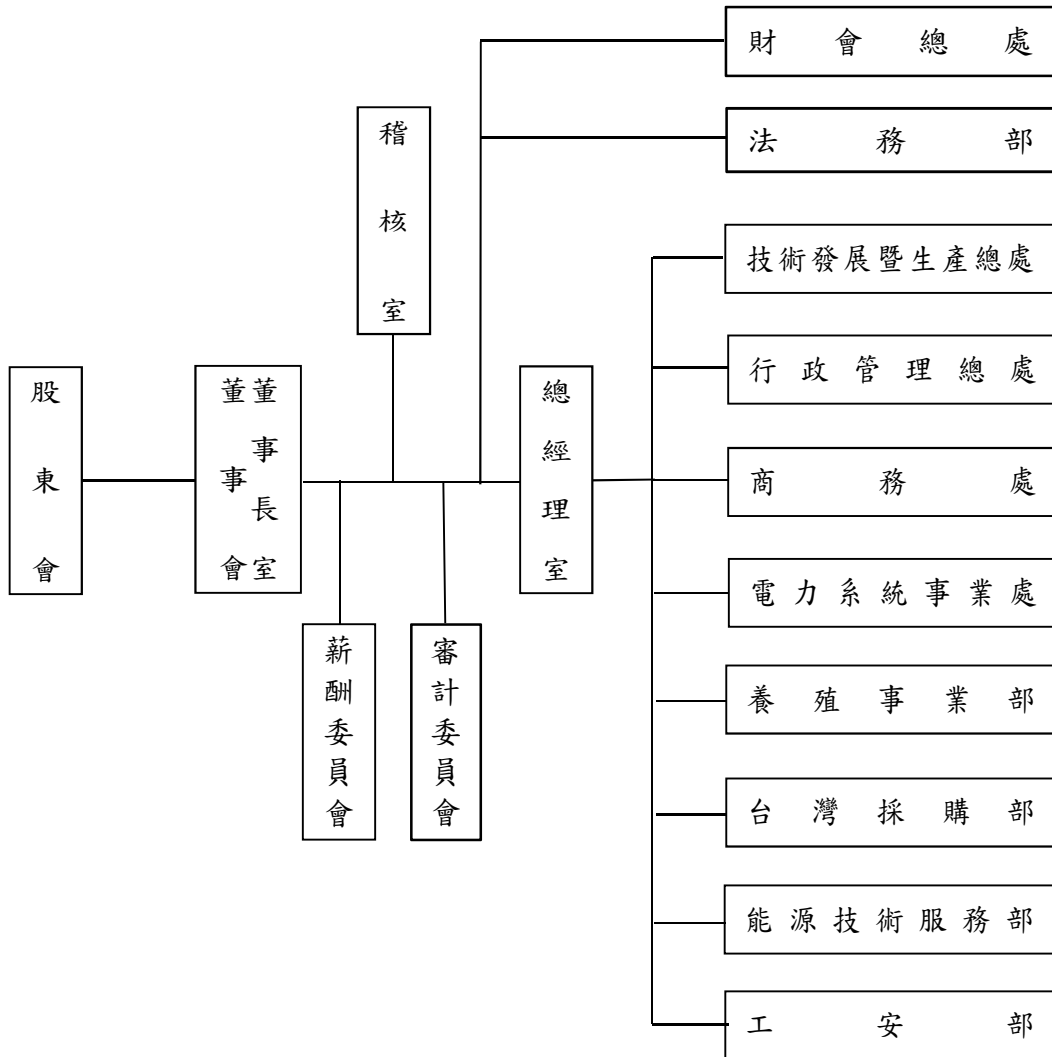 財會總處
法務部
稽核室
技術發展暨生產總處
行政管理總處
股東會
董事會
董事長室
總經理室
商務處
電力系統事業處
薪酬委員會
審計委員會
養殖事業部
台灣採購部
能源技術服務部
工安部